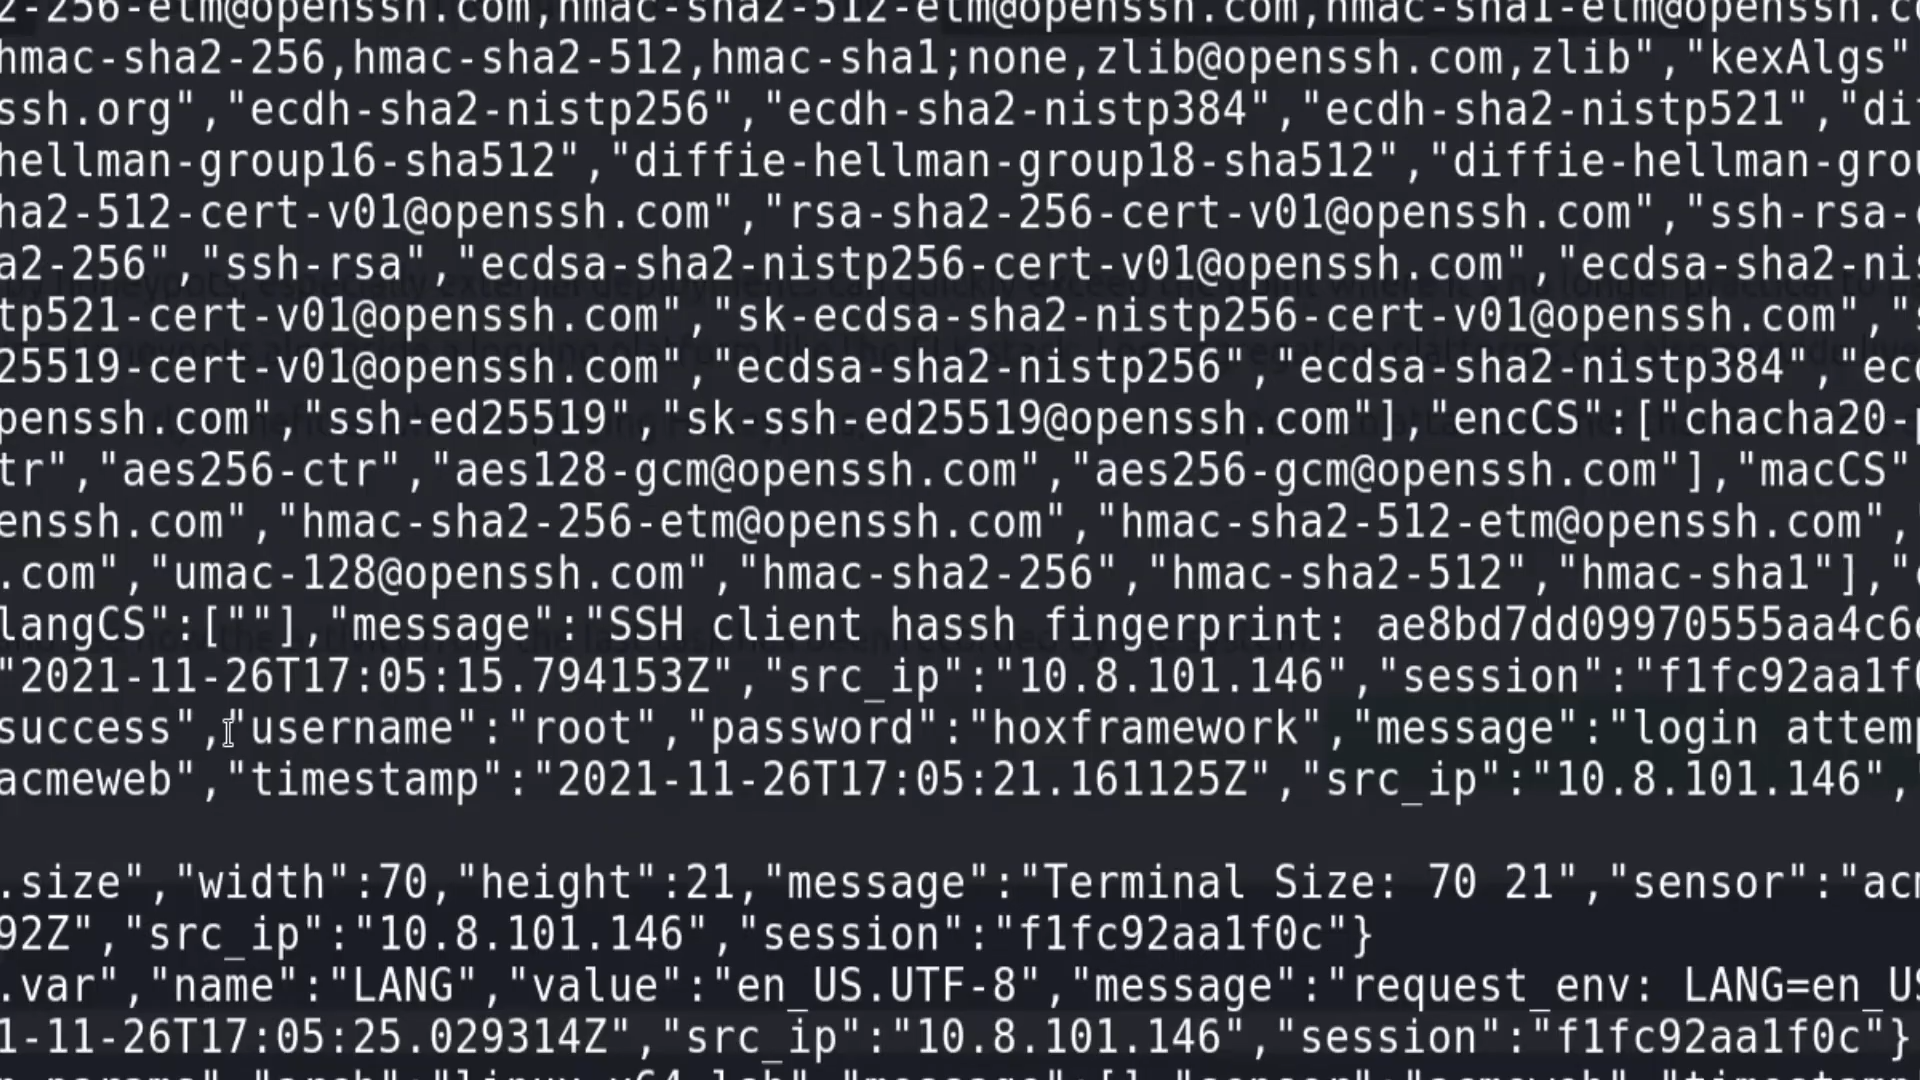 2-256-etm@openssh.com,hmac-sha2-512-etm@openssh.com,hmac-sha1-etm@openssh.co
hmac-sha2-256,hmac-sha2-512,hmac-sha1;none,zlib@openssh.com,zlib","kexAlgs"
ssh.org","ecdh-sha2-nistp256","ecdh-sha2-nistp384","ecdh-sha2-nistp521","di
hellman-group16-sha512","diffie-hellman-group18-sha512","diffie-hellman-grou
ha2-512-cert-v01@openssh.com","rsa-sha2-256-cert-v01@openssh.com","ssh-rsa-
a2-256","ssh-rsa","ecdsa-sha2-nistp256-cert-v01@openssh.com","ecdsa-sha2-nis
tp521-cert-v01@openssh.com","sk-ecdsa-sha2-nistp256-cert-v01@openssh.com","s
25519-cert-v01@openssh.com","ecdsa-sha2-nistp256","ecdsa-sha2-nistp384","ec
penssh.com","ssh-ed25519","sk-ssh-ed25519@openssh.com"],"encCS":["chacha20-p
tr","aes256-ctr","aes128-gcm@openssh.com","aes256-gcm@openssh.com"],"macCS"
enssh.com","hmac-sha2-256-etm@openssh.com","hmac-sha2-512-etm@openssh.com",
.com","umac-128@openssh.com","hmac-sha2-256","hmac-sha2-512","hmac-sha1"],"
langCS":[""],"message":"SSH client hassh fingerprint: ae8bd7dd09970555aa4c6
"2021-11-26T17:05:15.794153Z","src_ip":"10.8.101.146","session":"f1fc92aa1f0
success","username":"root","password":"hoxframework","message":"login attemp
acmeweb","timestamp":"2021-11-26T17:05:21.161125Z","src_ip":"10.8.101.146",
.size","width":70,"height":21,"message":"Terminal Size: 70 21","sensor":"acm
92Z","src_ip":"10.8.101.146","session":"f1fc92aa1f0c"}
.var","name":"LANG","value":"en_US.UTF-8","message":"request_env: LANG=en_US
1-11-26T17:05:25.029314Z","src_ip":"10.8.101.146","session":"f1fc92aa1f0c"}